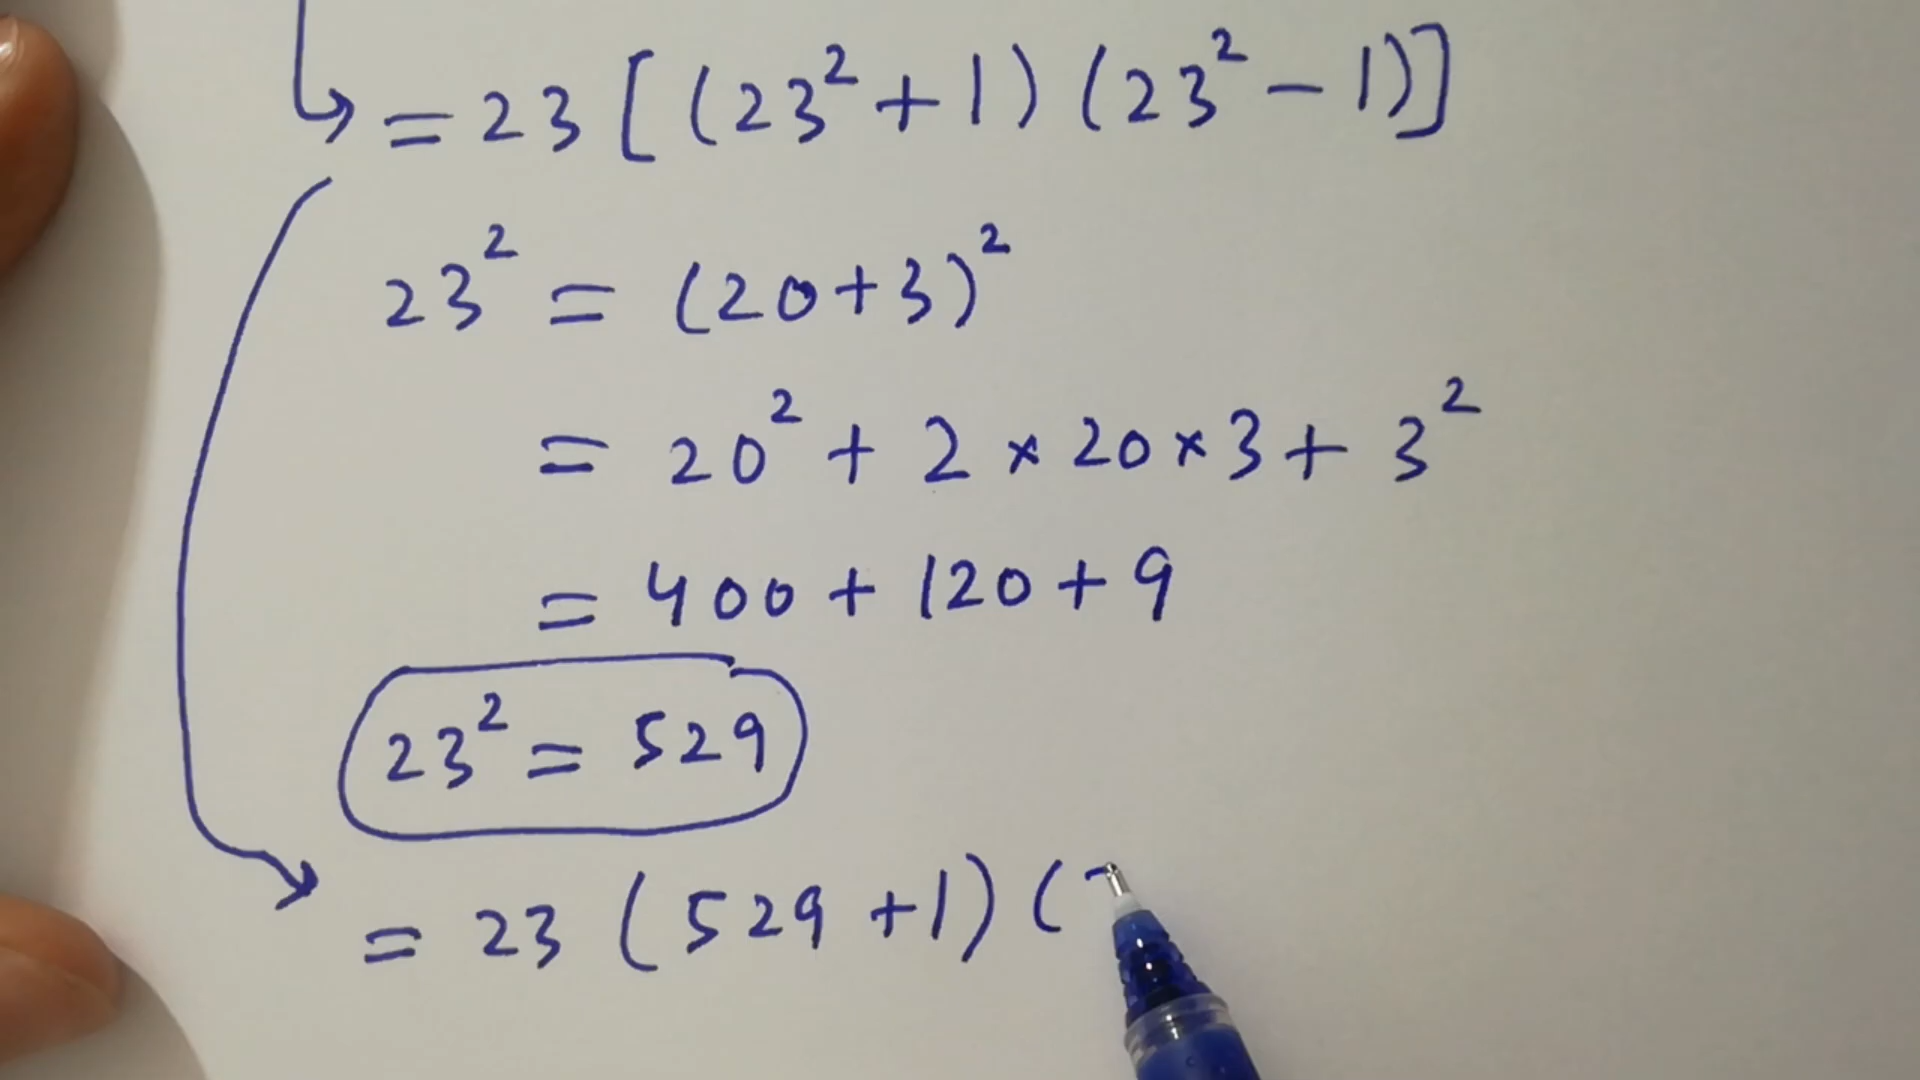 = 23 [(23² + 1) (23² - 1)]
23² = (20+3)²
= 20² + 2 × 20 × 3 + 3²
= 400 + 120 + 9
23² = 529
= 23 (529 + 1) (